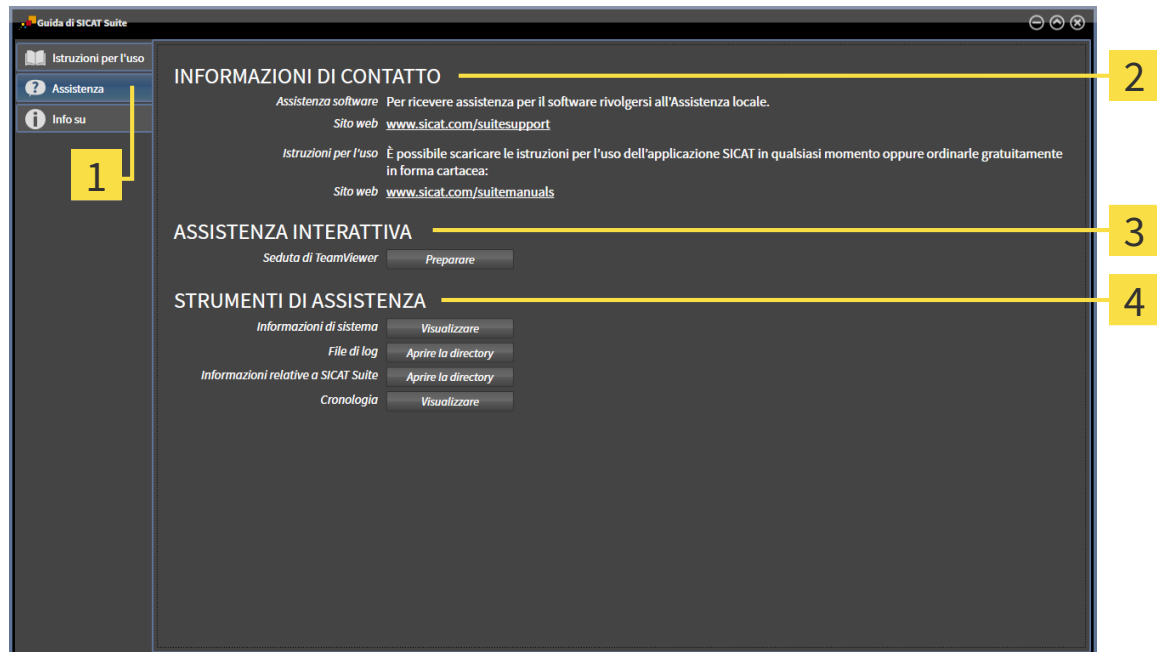 Guida di SICAT Suite
Istruzioni per l'uso
Assistenza
Info su
1
INFORMAZIONI DI CONTATTO
2
Assistenza software Per ricevere assistenza per il software rivolgersi all'Assistenza locale.
Sito web www.sicat.com/suitesupport
Istruzioni per l'uso È possibile scaricare le istruzioni per l'uso dell'applicazione SICAT in qualsiasi momento oppure ordinarle gratuitamente
in forma cartacea:
Sito web www.sicat.com/suitemanuals
ASSISTENZA INTERATTIVA
3
Seduta di TeamViewer Preparare
STRUMENTI DI ASSISTENZA
4
Informazioni di sistema Visualizzare
File di log Aprire la directory
Informazioni relative a SICAT Suite Aprire la directory
Cronologia Visualizzare